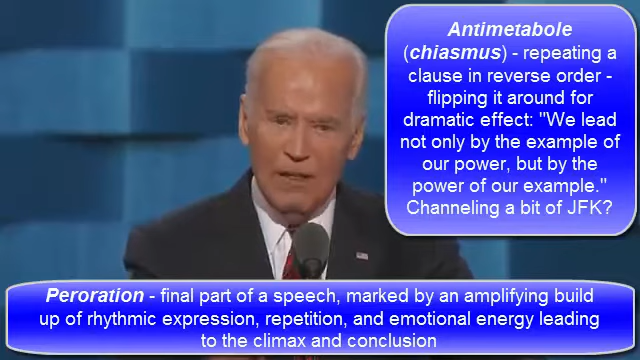 Antimetabole
(chiasmus) - repeating a
clause in reverse order -
flipping it around for
dramatic effect: "We lead
not only by the example of
our power, but by the
power of our example."
Channeling a bit of JFK?
Peroration - final part of a speech, marked by an amplifying build
up of rhythmic expression, repetition, and emotional energy leading
to the climax and conclusion